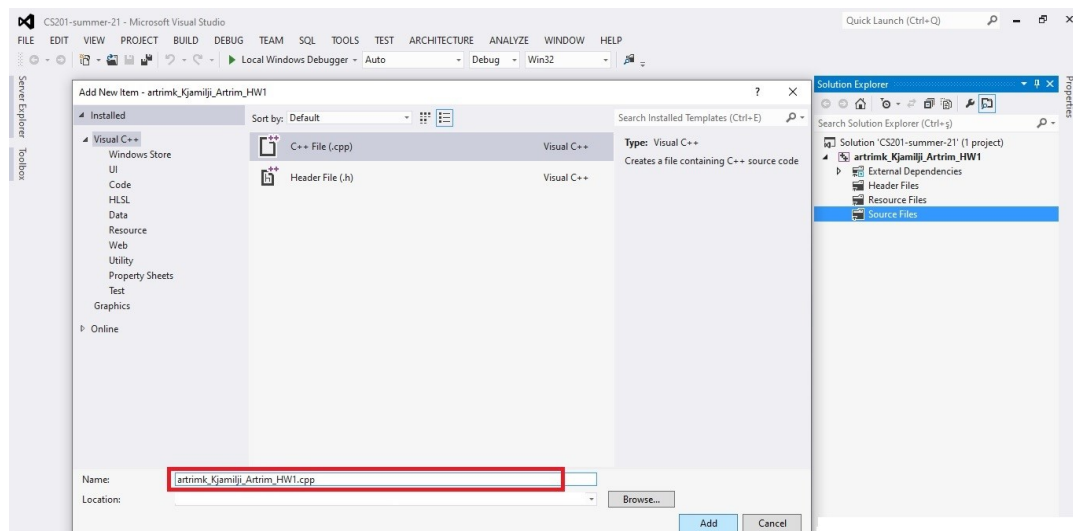 CS201-summer-21 - Microsoft Visual Studio
Quick Launch (Ctrl+Q)
FILE EDIT VIEW PROJECT BUILD DEBUG TEAM SQL TOOLS TEST ARCHITECTURE ANALYZE WINDOW HELP
Local Windows Debugger Auto Debug Win32
Server Explorer
Toolbox
Add New Item - artrimk_Kjamilji_Artrim_HW1 ?
Installed
Sort by: Default
Search Installed Templates (Ctrl+E)
Visual C++
Windows Store
UI
Code
HLSL
Data
Resource
Web
Utility
Property Sheets
Test
Graphics
Online
C++ File (.cpp) Visual C++
Header File (.h) Visual C++
Type: Visual C++
Creates a file containing C++ source code
Name: artrimk_Kjamilji_Artrim_HW1.cpp
Location:
Browse...
Add Cancel
Solution Explorer
Search Solution Explorer (Ctrl+ş)
Solution 'CS201-summer-21' (1 project)
artrimk_Kjamilji_Artrim_HW1
External Dependencies
Header Files
Resource Files
Source Files
Properties